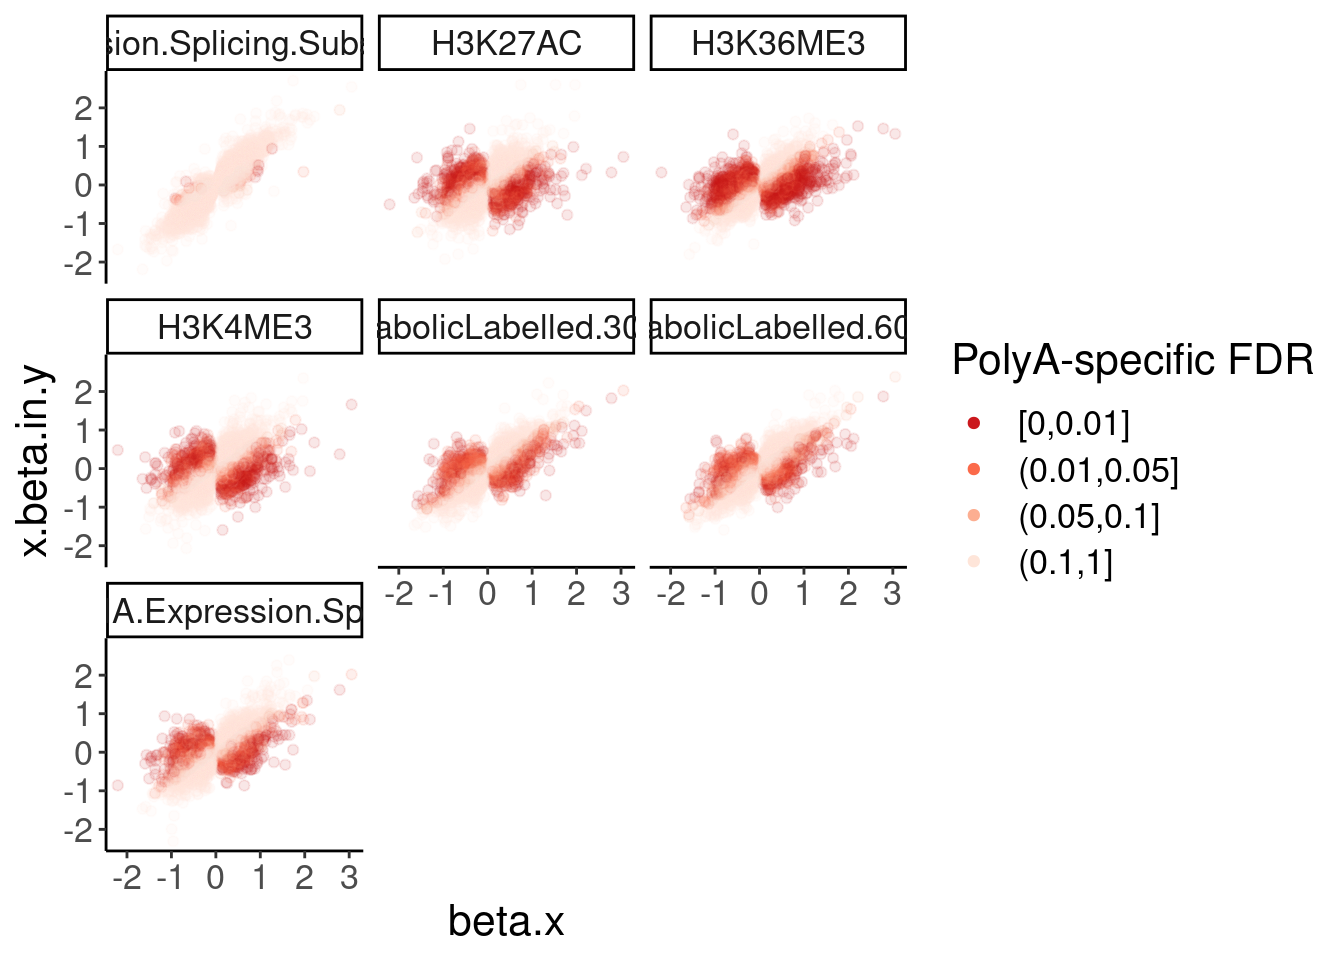 sion.Splicing.Sub
H3K27AC
H3K36ME3
2
1
0
-1
-2
H3K4ME3
abolicLabelled.30
abolicLabelled.60
2
1
0
-1
-2
-2 -1 0 1 2 3
-2 -1 0 1 2 3
A.Expression.Sp
2
1
0
-1
-2
-2 -1 0 1 2 3
x.beta.in.y
beta.x
PolyA-specific FDR
[0,0.01]
(0.01,0.05]
(0.05,0.1]
(0.1,1]